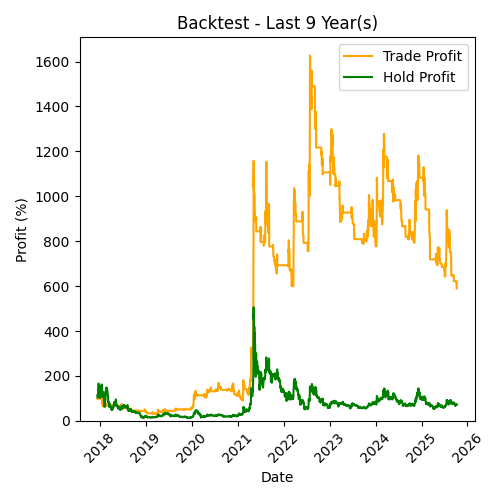 Backtest - Last 9 Year(s)
Trade Profit
Hold Profit
Profit (%)
1600
1400
1200
1000
800
600
400
200
0
2018 2019 2020 2021 2022 2023 2024 2025 2026
Date